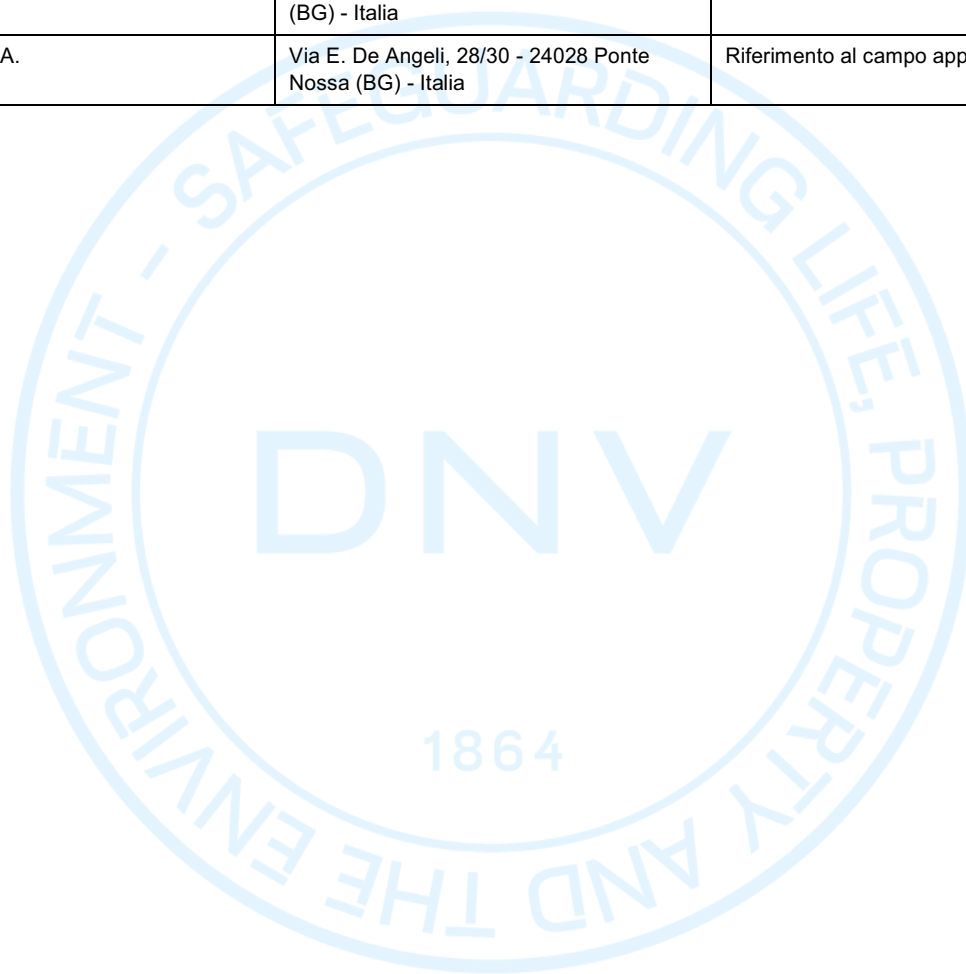 (BG) - Italia
A.
Via E. De Angeli, 28/30 - 24028 Ponte
Nossa (BG) - Italia
Riferimento al campo app
SAFEGUARDING LIFE, PROPERTY AND THE ENVIRONMENT -
DNV
1864